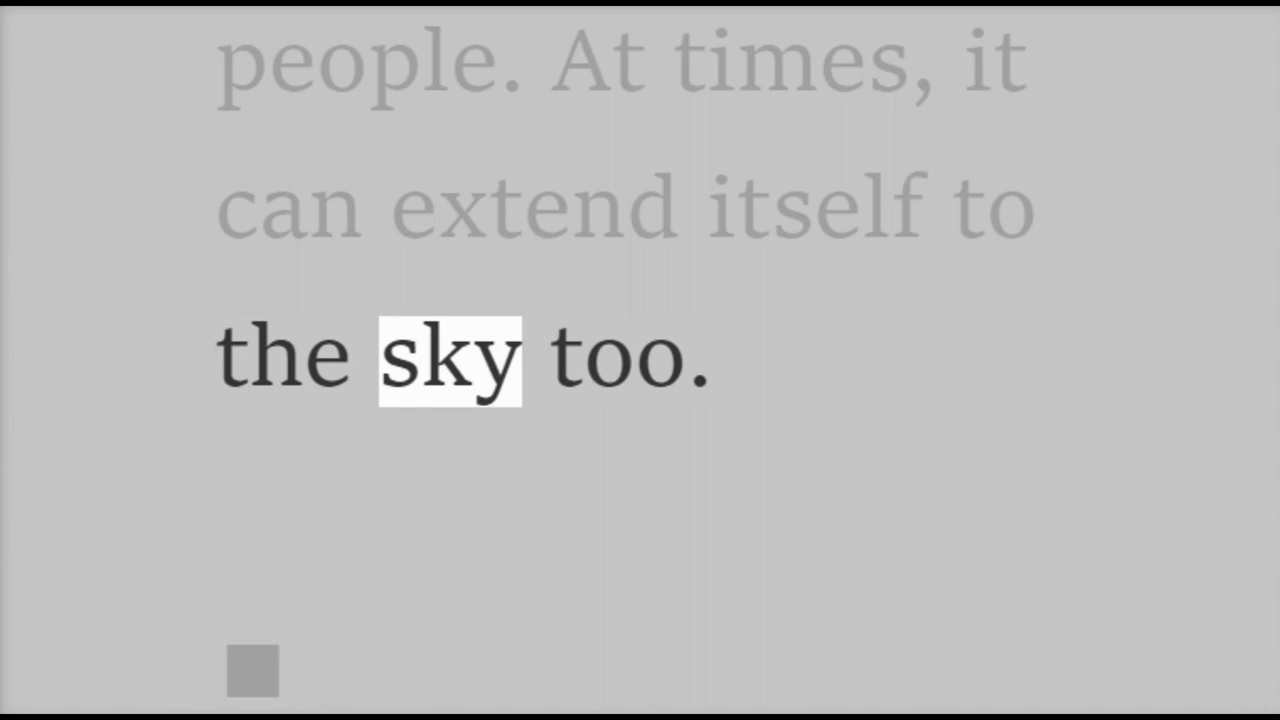 people. At times, it
can extend itself to
the sky too.